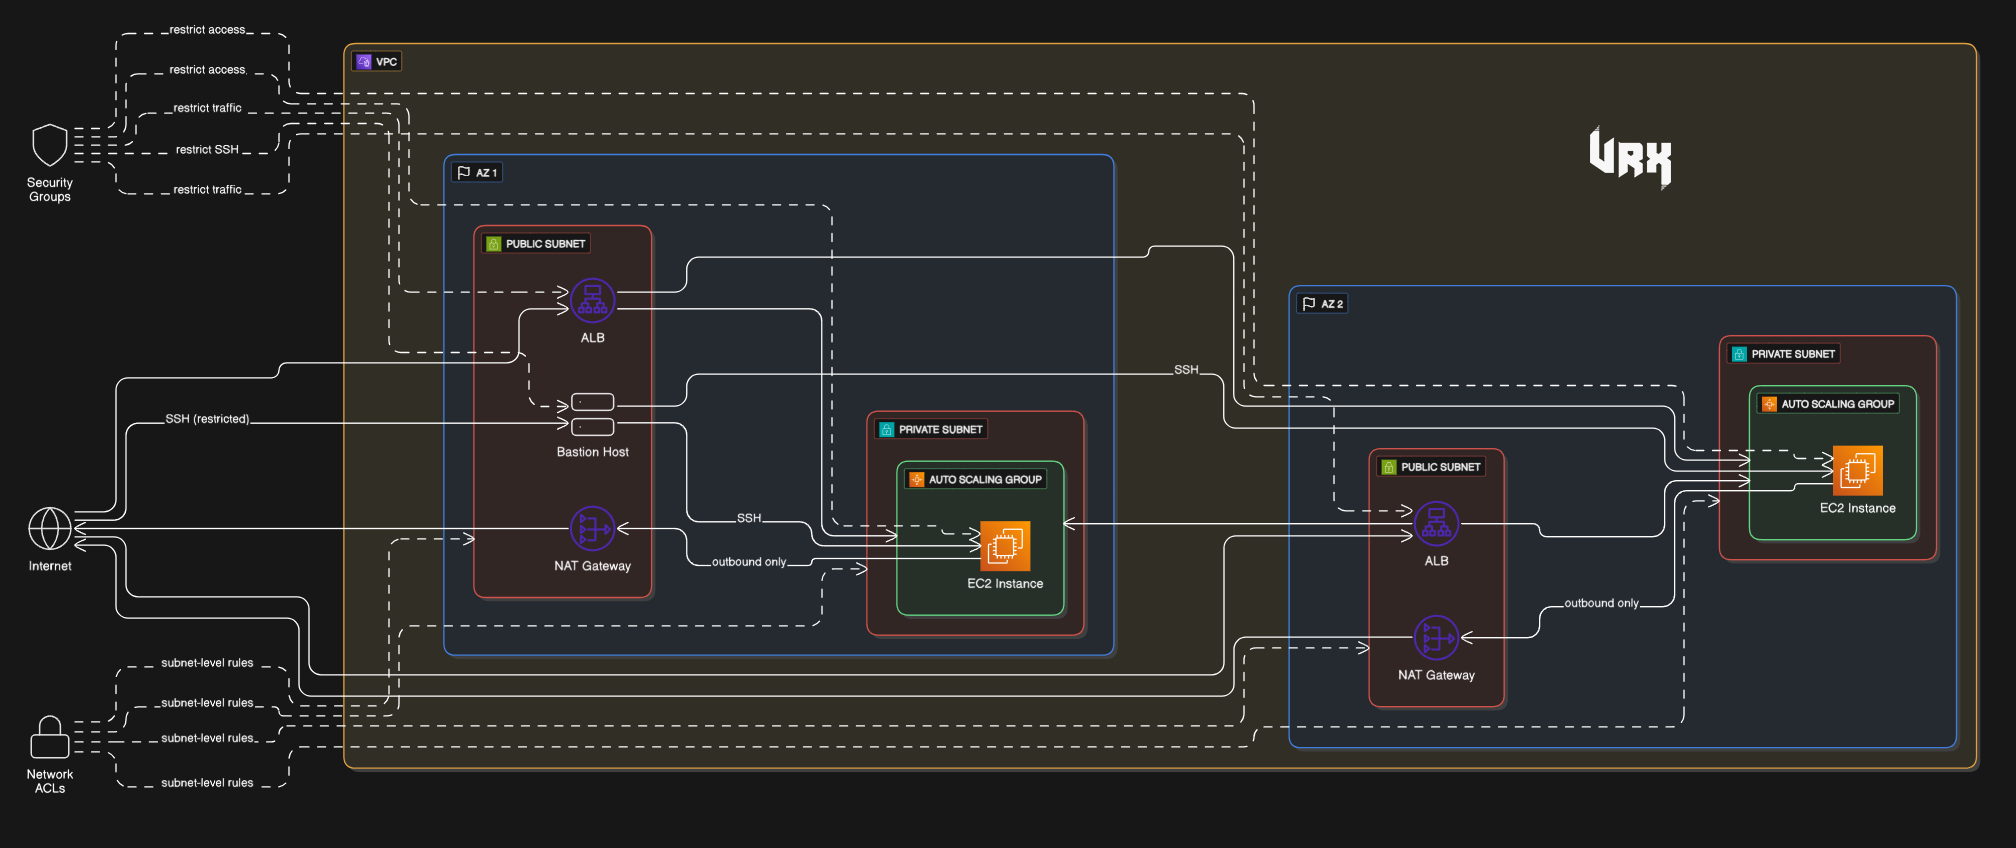 restrict access
restrict access
restrict traffic
restrict SSH
restrict traffic
Security
Groups
VPC
VRX
AZ 1
PUBLIC SUBNET
ALB
Bastion Host
NAT Gateway
SSH (restricted)
Internet
SSH
SSH
outbound only
PRIVATE SUBNET
AUTO SCALING GROUP
EC2 Instance
AZ 2
PUBLIC SUBNET
ALB
NAT Gateway
outbound only
PRIVATE SUBNET
AUTO SCALING GROUP
EC2 Instance
subnet-level rules
subnet-level rules
subnet-level rules
subnet-level rules
Network
ACLs